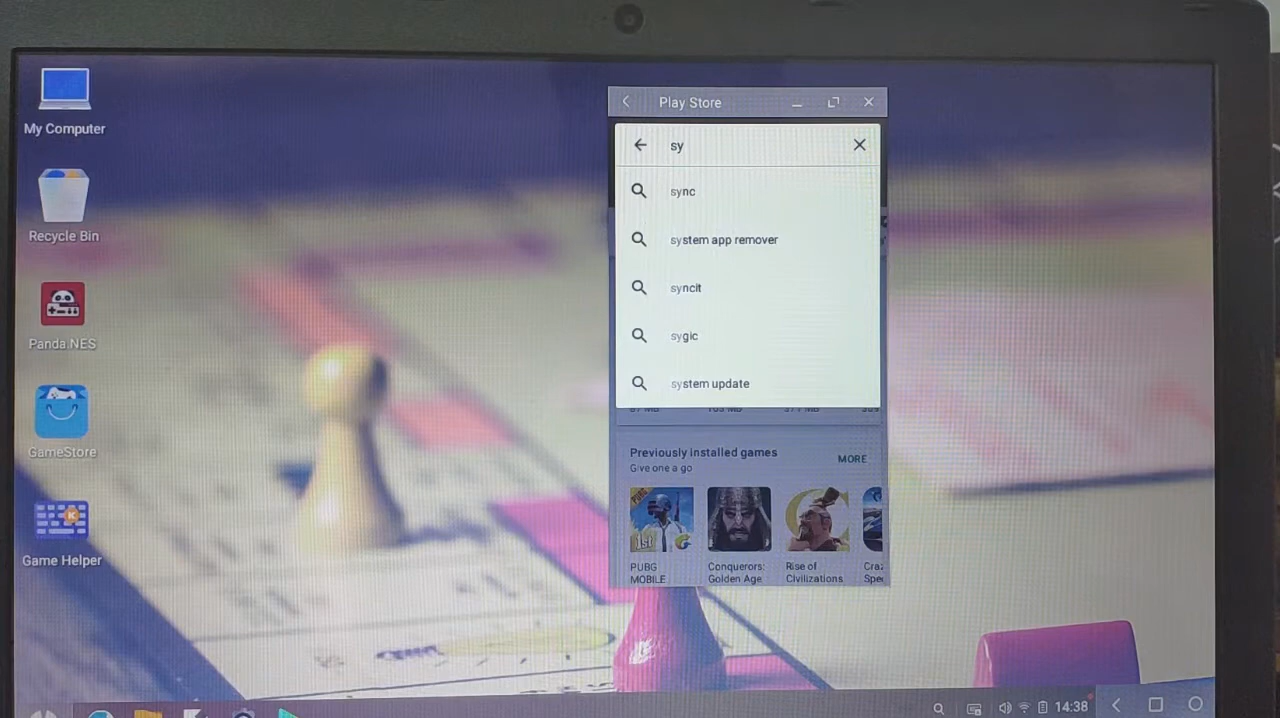 My Computer
Recycle Bin
Panda NES
GameStore
Game Helper
Play Store
sy
sync
system app remover
syncit
sygic
system update
Previously installed games
Give one a go
MORE
PUBG
MOBILE
Conquerors:
Golden Age
Rise of
Civilizations
14:38